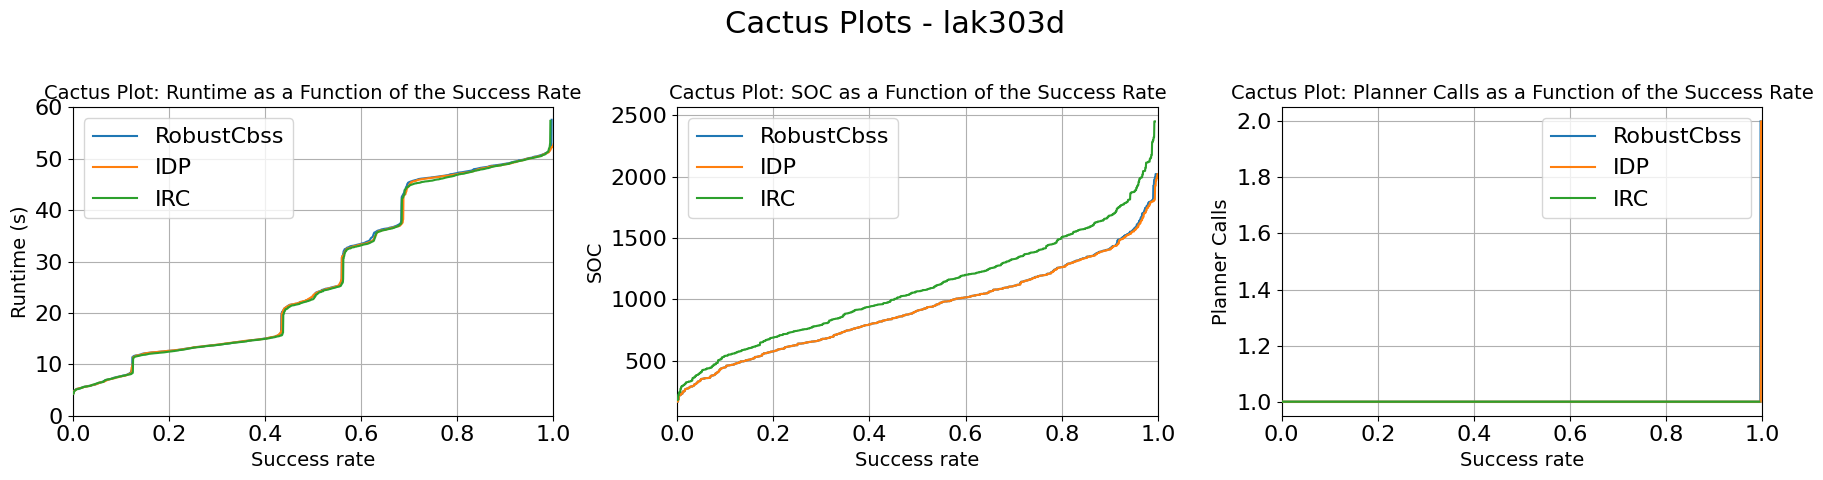 Cactus Plots - lak303d
Cactus Plot: Runtime as a Function of the Success Rate
60
50
40
30
20
10
0
Runtime (s)
RobustCbss
IDP
IRC
0.0 0.2 0.4 0.6 0.8 1.0
Success rate
Cactus Plot: SOC as a Function of the Success Rate
2500
2000
1500
1000
500
SOC
RobustCbss
IDP
IRC
0.0 0.2 0.4 0.6 0.8 1.0
Success rate
Cactus Plot: Planner Calls as a Function of the Success Rate
2.0
1.8
1.6
1.4
1.2
1.0
Planner Calls
RobustCbss
IDP
IRC
0.0 0.2 0.4 0.6 0.8 1.0
Success rate